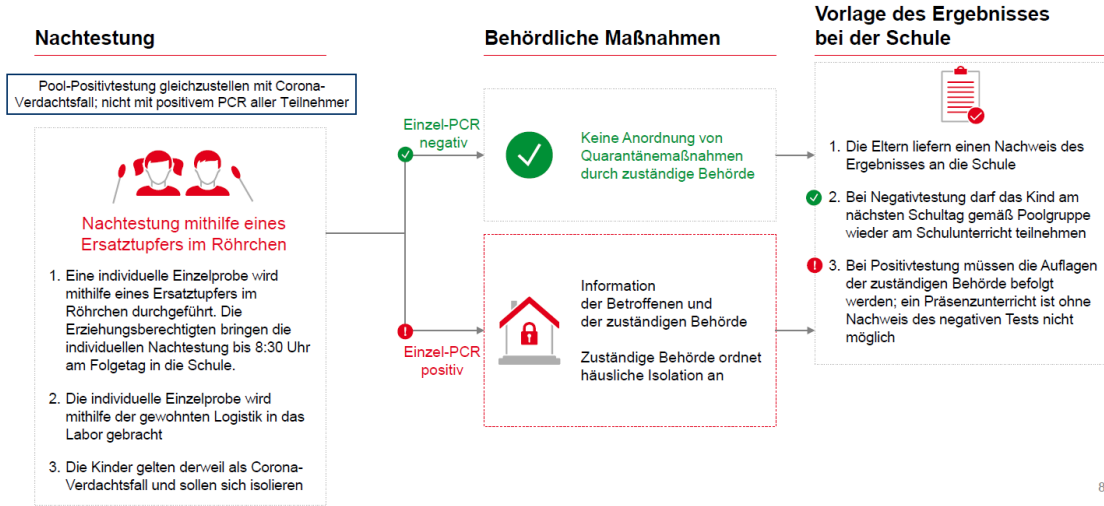 Nachtestung
Pool-Positivtestung gleichzustellen mit Corona-
Verdachtsfall; nicht mit positivem PCR aller Teilnehmer
Nachtestung mithilfe eines
Ersatztupfers im Röhrchen
1. Eine individuelle Einzelprobe wird
mithilfe eines Ersatztupfers im
Röhrchen durchgeführt. Die
Erziehungsberechtigten bringen die
individuellen Nachtestung bis 8:30 Uhr
am Folgetag in die Schule.
2. Die individuelle Einzelprobe wird
mithilfe der gewohnten Logistik in das
Labor gebracht
3. Die Kinder gelten derweil als Corona-
Verdachtsfall und sollen sich isolieren
Einzel-PCR
negativ
Einzel-PCR
positiv
Behördliche Maßnahmen
Keine Anordnung von
Quarantänemaßnahmen
durch zuständige Behörde
Information
der Betroffenen und
der zuständigen Behörde
Zuständige Behörde ordnet
häusliche Isolation an
Vorlage des Ergebnisses
bei der Schule
1. Die Eltern liefern einen Nachweis des
Ergebnisses an die Schule
2. Bei Negativtestung darf das Kind am
nächsten Schultag gemäß Poolgruppe
wieder am Schulunterricht teilnehmen
3. Bei Positivtestung müssen die Auflagen
der zuständigen Behörde befolgt
werden; ein Präsenzunterricht ist ohne
Nachweis des negativen Tests nicht
möglich
8